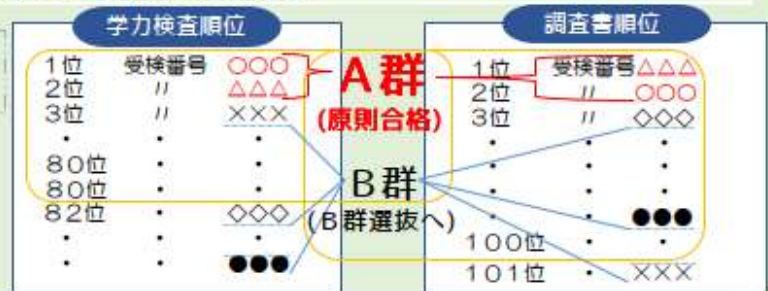 学力検査順位
1位 受検番号 ○○○
2位 〃 △△△
3位 〃 ×××
・ ・ ・
80位 ・ ・
80位 ・ ・
82位 ・ ◇◇◇
・ ・ ・
・ ・ ●●●
A群
(原則合格)
B群
(B群選抜へ)
調査書順位
1位 受検番号△△△
2位 〃 ○○○
3位 〃 ◇◇◇
・ ・ ・
・ ・ ・
・ ・ ・
・ ・ ●●●
100位 ・ ・
101位 ・ ×××